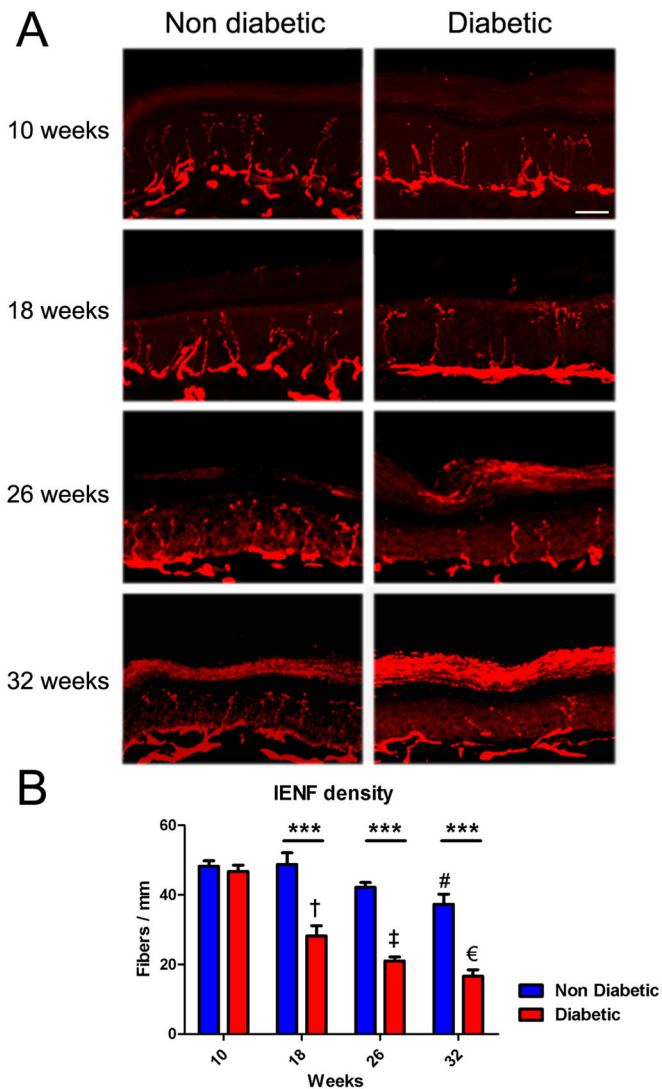 A
Non diabetic
Diabetic
10 weeks
18 weeks
26 weeks
32 weeks
B
IENF density
Fibers / mm
60
40
20
0
***
***
***
†
‡
#
€
10
18
26
32
Weeks
Non Diabetic
Diabetic